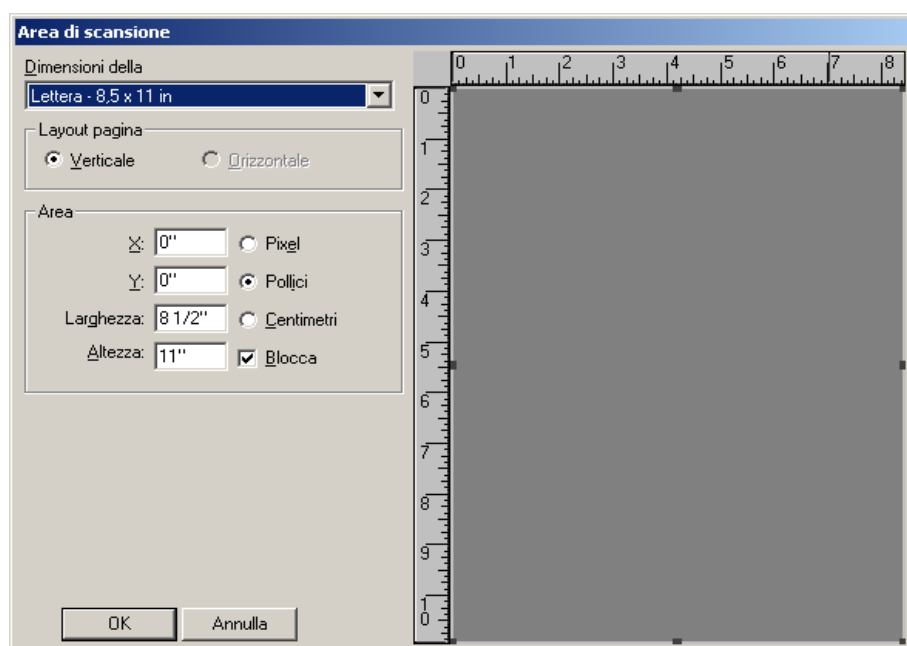 Area di scansione
Dimensioni della
Lettera - 8,5 x 11 in
Layout pagina
Verticale Orizzontale
Area
X: 0" Pixel
Y: 0" Pollici
Larghezza: 8 1/2" Centimetri
Altezza: 11" Blocca
OK Annulla
0 1 2 3 4 5 6 7 8
0
1
2
3
4
5
6
7
8
9
10